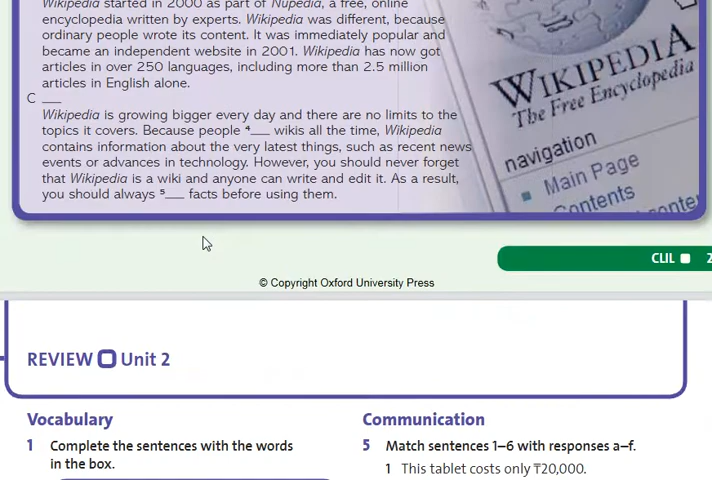 Wikipedia started in 2000 as part of Nupedia, a free, online
encyclopedia written by experts. Wikipedia was different, because
ordinary people wrote its content. It was immediately popular and
became an independent website in 2001. Wikipedia has now got
articles in over 250 languages, including more than 2.5 million
articles in English alone.
C ___
Wikipedia is growing bigger every day and there are no limits to the
topics it covers. Because people ⁴___ wikis all the time, Wikipedia
contains information about the very latest things, such as recent news
events or advances in technology. However, you should never forget
that Wikipedia is a wiki and anyone can write and edit it. As a result,
you should always ⁵___ facts before using them.
WIKIPEDIA
The Free Encyclopedia
navigation
Main Page
Contents
CLIL 2
© Copyright Oxford University Press
REVIEW Unit 2
Vocabulary
1 Complete the sentences with the words
in the box.
Communication
5 Match sentences 1–6 with responses a–f.
1 This tablet costs only ₸20,000.